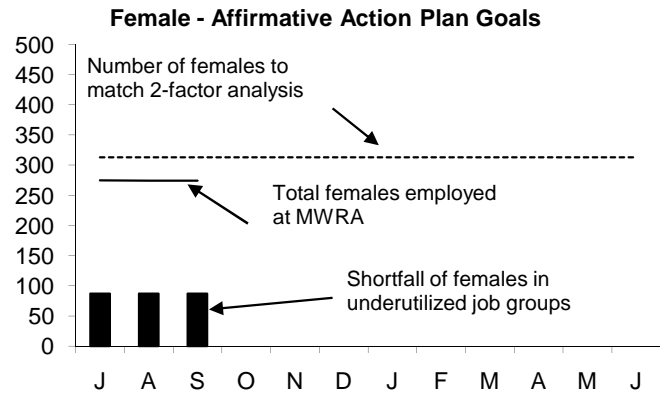 Female - Affirmative Action Plan Goals
500
450
400
350
300
250
200
150
100
50
0
Number of females to
match 2-factor analysis
Total females employed
at MWRA
Shortfall of females in
underutilized job groups
J A S O N D J F M A M J